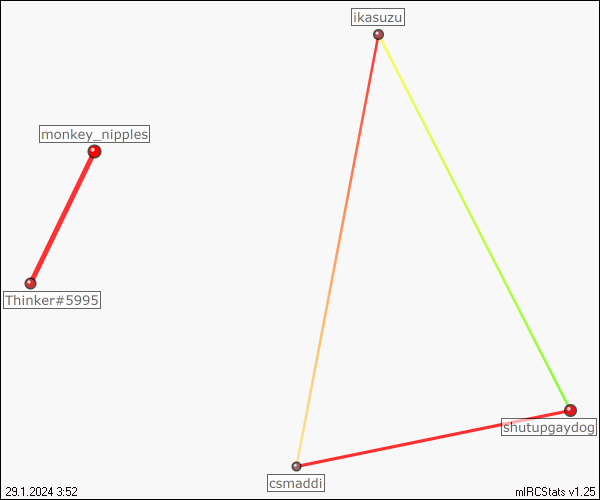 ikasuzu
monkey_nipples
Thinker#5995
shutupgaydog
csmaddi
29.1.2024 3:52
mIRCStats v1.25